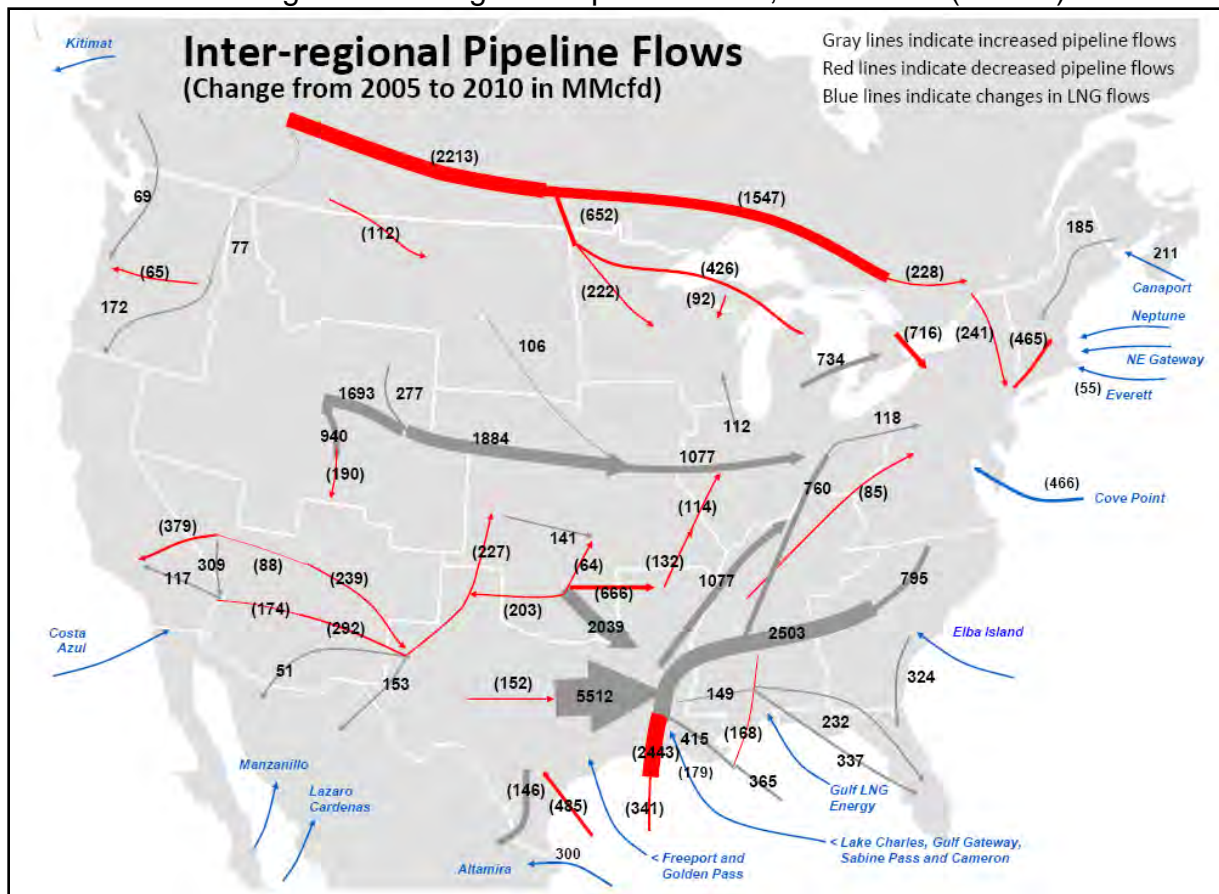 Inter-regional Pipeline Flows
(Change from 2005 to 2010 in MMcfd)
Gray lines indicate increased pipeline flows
Red lines indicate decreased pipeline flows
Blue lines indicate changes in LNG flows
Kitimat
(2213)
(1547)
69
(652)
185
77
(112)
211
(65)
(426)
(228)
(222)
(92)
Canaport
172
Neptune
(716)
(241)
(465)
106
734
NE Gateway
(55)
Everett
1693
277
112
118
940
1884
1077
(190)
760
(85)
(466)
Cove Point
(114)
(379)
(227)
141
309
(88)
(64)
(132)
1077
117
(239)
795
(174)
(666)
(203)
(292)
2039
2503
Costa
Azul
Elba Island
51
324
153
(152)
5512
149
232
415
(168)
(2443)
337
(179)
Manzanillo
365
(146)
Lazaro
Cardenas
(485)
(341)
Gulf LNG
Energy
300
Altamira
< Freeport and
Golden Pass
< Lake Charles, Gulf Gateway,
Sabine Pass and Cameron